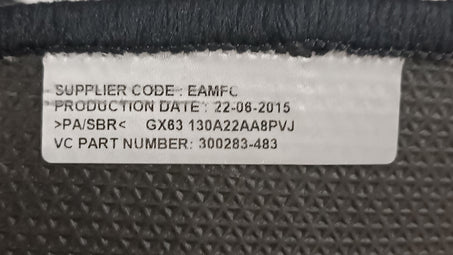 SUPPLIER CODE : EAMFC
PRODUCTION DATE : 22-06-2015
>PA/SBR< GX63 130A22AA8PVJ
VC PART NUMBER: 300283-483